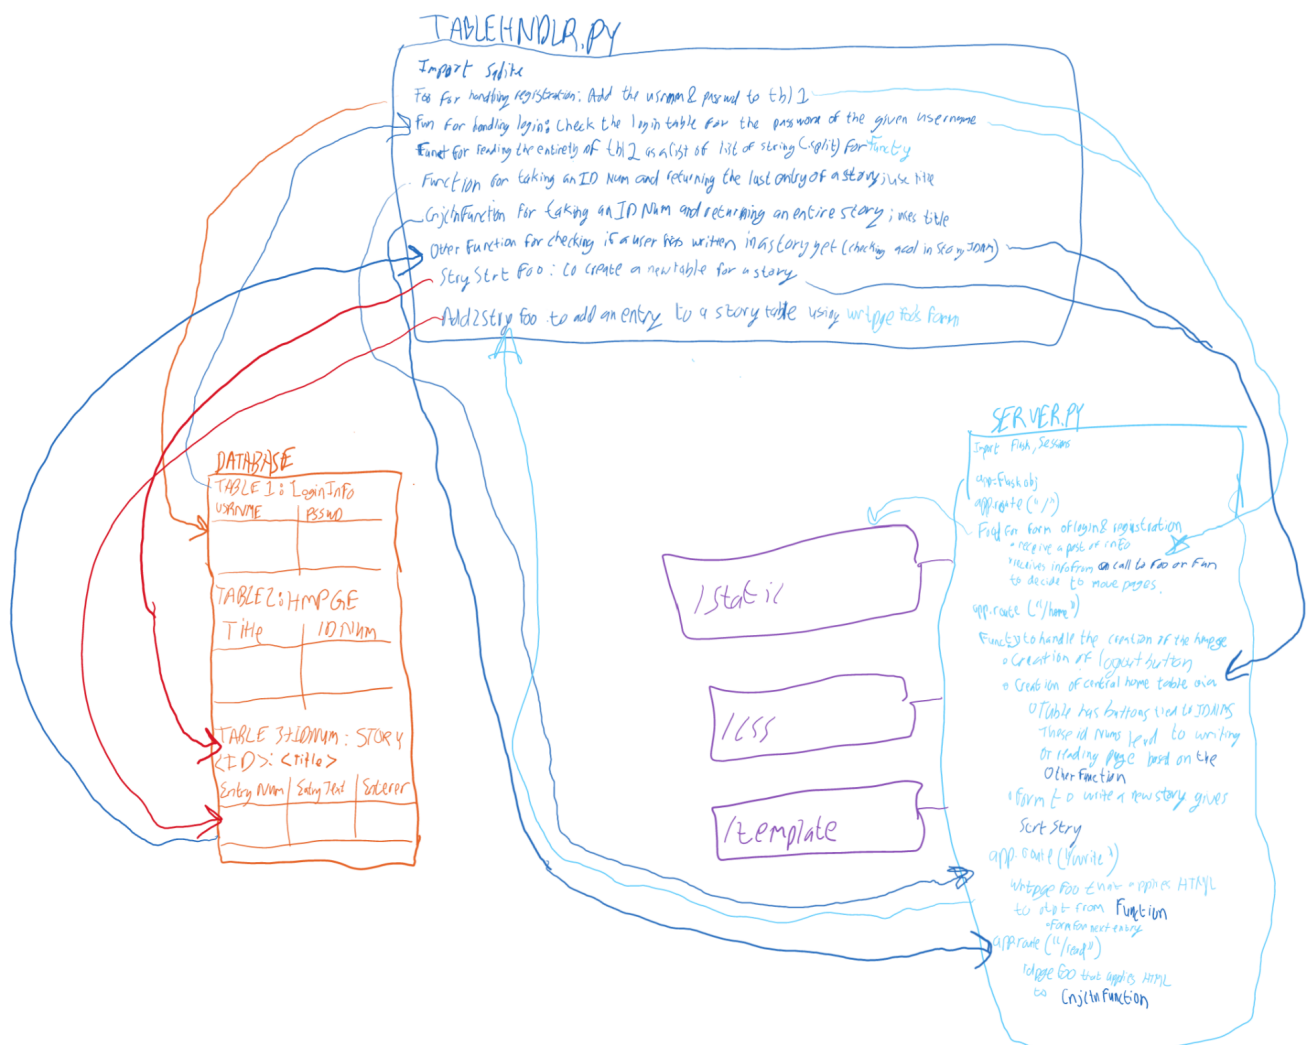 TABLEHNDLR.PY
Import Sqlite
Foo for handling registration: Add the usrnm & passwd to tbl 1
Fun for handling login: Check the login table for the password of the given username
Funct for reading the entirety of tbl 2 as a list of list of string (.split) for Functy
Function for taking an ID Num and returning the last entry of a story; use title
CnjctnFunction for taking an ID Num and returning an entire story; uses title
Other Function for checking if a user has written in a story yet (checking acol in Story IDNM)
Stry Strt Foo: to create a new table for a story
Add2Stry Foo to add an entry to a story table using wrtpge Foo's form
SERVER.PY
Import Flask, Sessions
app=flask obj
app.route ("/")
Foo for form of login & registration
• receive a post of info
• receives info from a call to Foo or Fun
to decide to move pages.
app.route ("/home")
Functy to handle the creation of the hmpge
• Creation of logout button
• Creation of central home table via
Table has buttons tied to IDNMS
These id nums lead to writing
or reading page based on the
Other Function
• Form to write a new story gives
Strt Stry
app.route ("/write")
wrtpge Foo that applies HTML
to otpt from Function
• Form for next entry
app.route ("/read")
rdpge Foo that applies HTML
to CnjctnFunction
DATABASE
TABLE 1: LoginInfo
USRNME PSSWD
TABLE 2: HMPGE
Title IDNum
TABLE 3+IDNum: STORY
<ID>: <Title>
Entry Num Entry Text Enterer
/static
/css
/template